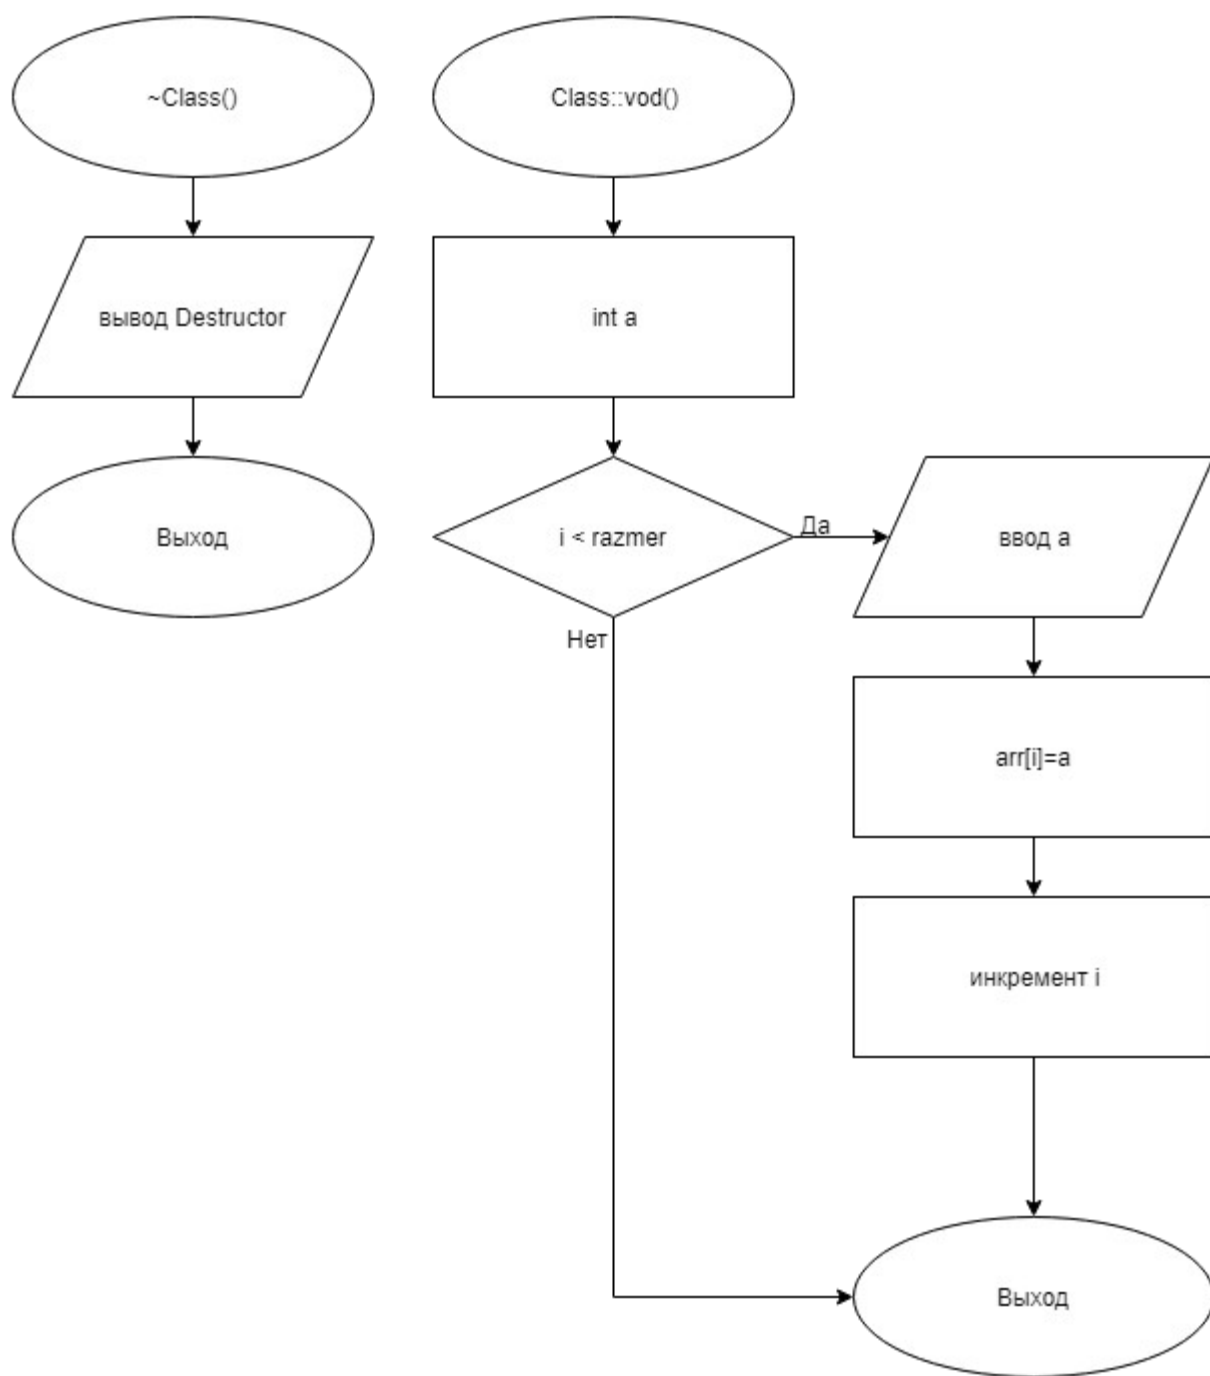 ~Class()
вывод Destructor
Выход
Class::vod()
int a
i < razmer
Да
Нет
ввод a
arr[i]=a
инкремент i
Выход